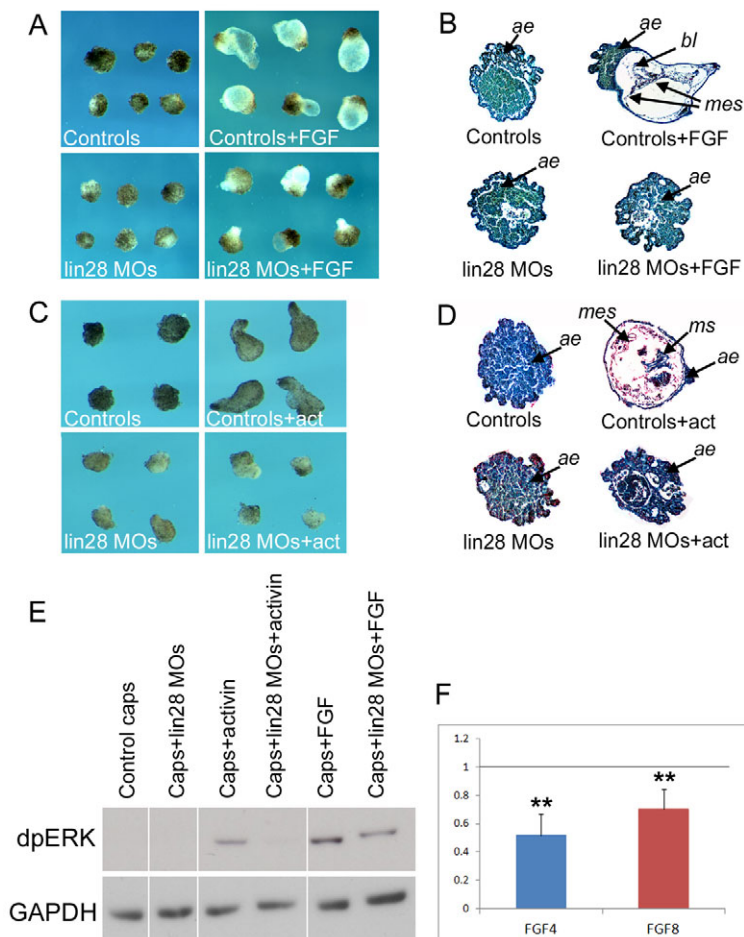 A
Controls
Controls+FGF
lin28 MOs
lin28 MOs+FGF
B
ae
Controls
ae
bl
mes
Controls+FGF
ae
lin28 MOs
ae
lin28 MOs+FGF
C
Controls
Controls+act
lin28 MOs
lin28 MOs+act
D
ae
Controls
mes
ms
ae
Controls+act
ae
lin28 MOs
ae
lin28 MOs+act
E
Control caps
Caps+lin28 MOs
Caps+activin
Caps+lin28 MOs+activin
Caps+FGF
Caps+lin28 MOs+FGF
dpERK
GAPDH
F
1.2
1
0.8
0.6
0.4
0.2
0
**
**
FGF4
FGF8